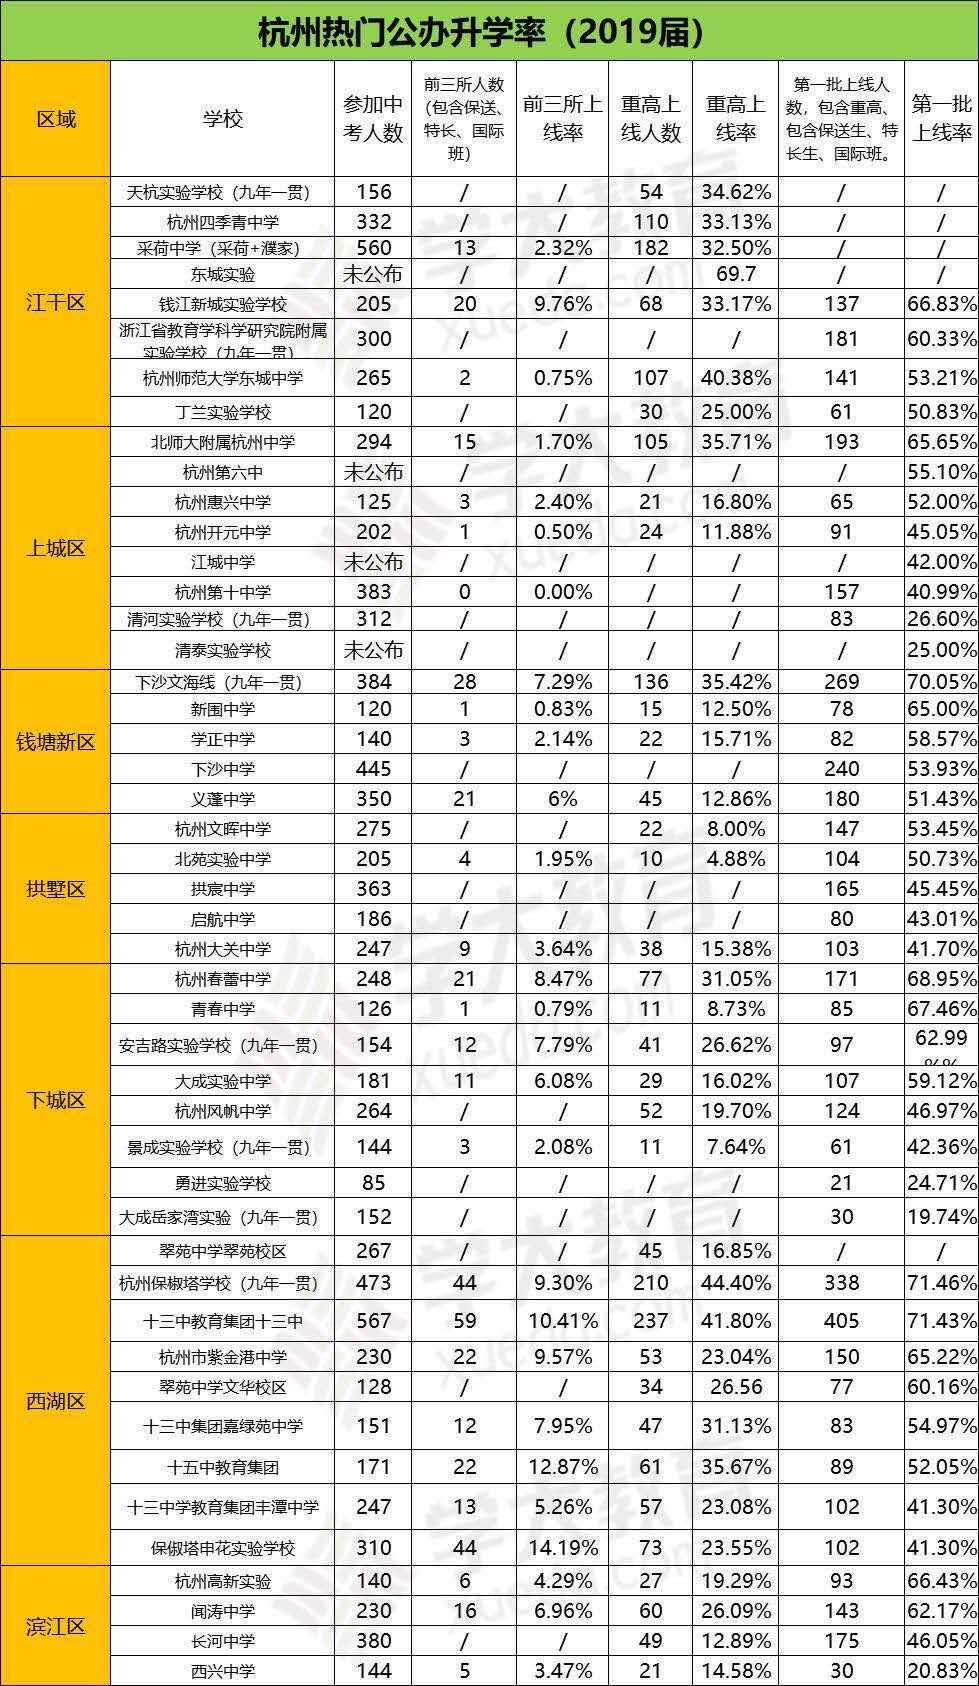 杭州热门公办升学率（2019届）
区域 学校 参加中考人数 前三所人数（包含保送、特长、国际班） 前三所上线率 重高上线人数 重高上线率 第一批上线人数，包含重高、包含保送生、特长生、国际班。 第一批上线率
江干区
天杭实验学校（九年一贯） 156 / / 54 34.62% / /
杭州四季青中学 332 / / 110 33.13% / /
采荷中学（采荷+濮家） 560 13 2.32% 182 32.50% / /
东城实验 未公布 / / / 69.7 / /
钱江新城实验学校 205 20 9.76% 68 33.17% 137 66.83%
浙江省教育学科学研究院附属实验学校（九年一贯） 300 / / / / 181 60.33%
杭州师范大学东城中学 265 2 0.75% 107 40.38% 141 53.21%
丁兰实验学校 120 / / 30 25.00% 61 50.83%
上城区
北师大附属杭州中学 294 15 1.70% 105 35.71% 193 65.65%
杭州第六中 未公布 / / / / / 55.10%
杭州惠兴中学 125 3 2.40% 21 16.80% 65 52.00%
杭州开元中学 202 1 0.50% 24 11.88% 91 45.05%
江城中学 未公布 / / / / / 42.00%
杭州第十中学 383 0 0.00% / / 157 40.99%
清河实验学校（九年一贯） 312 / / / / 83 26.60%
清泰实验学校 未公布 / / / / / 25.00%
钱塘新区
下沙文海线（九年一贯） 384 28 7.29% 136 35.42% 269 70.05%
新围中学 120 1 0.83% 15 12.50% 78 65.00%
学正中学 140 3 2.14% 22 15.71% 82 58.57%
下沙中学 445 / / / / 240 53.93%
义蓬中学 350 21 6% 45 12.86% 180 51.43%
拱墅区
杭州文晖中学 275 / / 22 8.00% 147 53.45%
北苑实验中学 205 4 1.95% 10 4.88% 104 50.73%
拱宸中学 363 / / / / 165 45.45%
启航中学 186 / / / / 80 43.01%
杭州大关中学 247 9 3.64% 38 15.38% 103 41.70%
下城区
杭州春蕾中学 248 21 8.47% 77 31.05% 171 68.95%
青春中学 126 1 0.79% 11 8.73% 85 67.46%
安吉路实验学校（九年一贯） 154 12 7.79% 41 26.62% 97 62.99%%
大成实验中学 181 11 6.08% 29 16.02% 107 59.12%
杭州风帆中学 264 / / 52 19.70% 124 46.97%
景成实验学校（九年一贯） 144 3 2.08% 11 7.64% 61 42.36%
勇进实验学校 85 / / / / 21 24.71%
大成岳家湾实验（九年一贯） 152 / / / / 30 19.74%
西湖区
翠苑中学翠苑校区 267 / / 45 16.85% / /
杭州保椒塔学校（九年一贯） 473 44 9.30% 210 44.40% 338 71.46%
十三中教育集团十三中 567 59 10.41% 237 41.80% 405 71.43%
杭州市紫金港中学 230 22 9.57% 53 23.04% 150 65.22%
翠苑中学文华校区 128 / / 34 26.56 77 60.16%
十三中集团嘉绿苑中学 151 12 7.95% 47 31.13% 83 54.97%
十五中教育集团 171 22 12.87% 61 35.67% 89 52.05%
十三中学教育集团丰潭中学 247 13 5.26% 57 23.08% 102 41.30%
保俶塔申花实验学校 310 44 14.19% 73 23.55% 102 41.30%
滨江区
杭州高新实验 140 6 4.29% 27 19.29% 93 66.43%
闻涛中学 230 16 6.96% 60 26.09% 143 62.17%
长河中学 380 / / 49 12.89% 175 46.05%
西兴中学 144 5 3.47% 21 14.58% 30 20.83%
学大教育
xueda.com